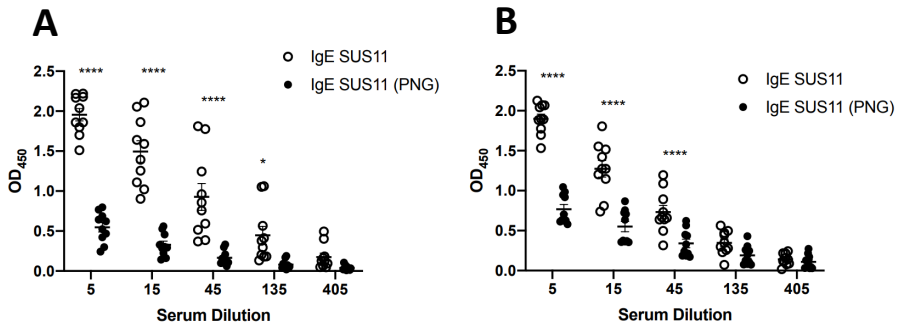 A
IgE SUS11
IgE SUS11 (PNG)
****
****
****
*
2.5
2.0
1.5
1.0
0.5
0.0
OD450
5 15 45 135 405
Serum Dilution
B
IgE SUS11
IgE SUS11 (PNG)
****
****
****
2.5
2.0
1.5
1.0
0.5
0.0
OD450
5 15 45 135 405
Serum Dilution